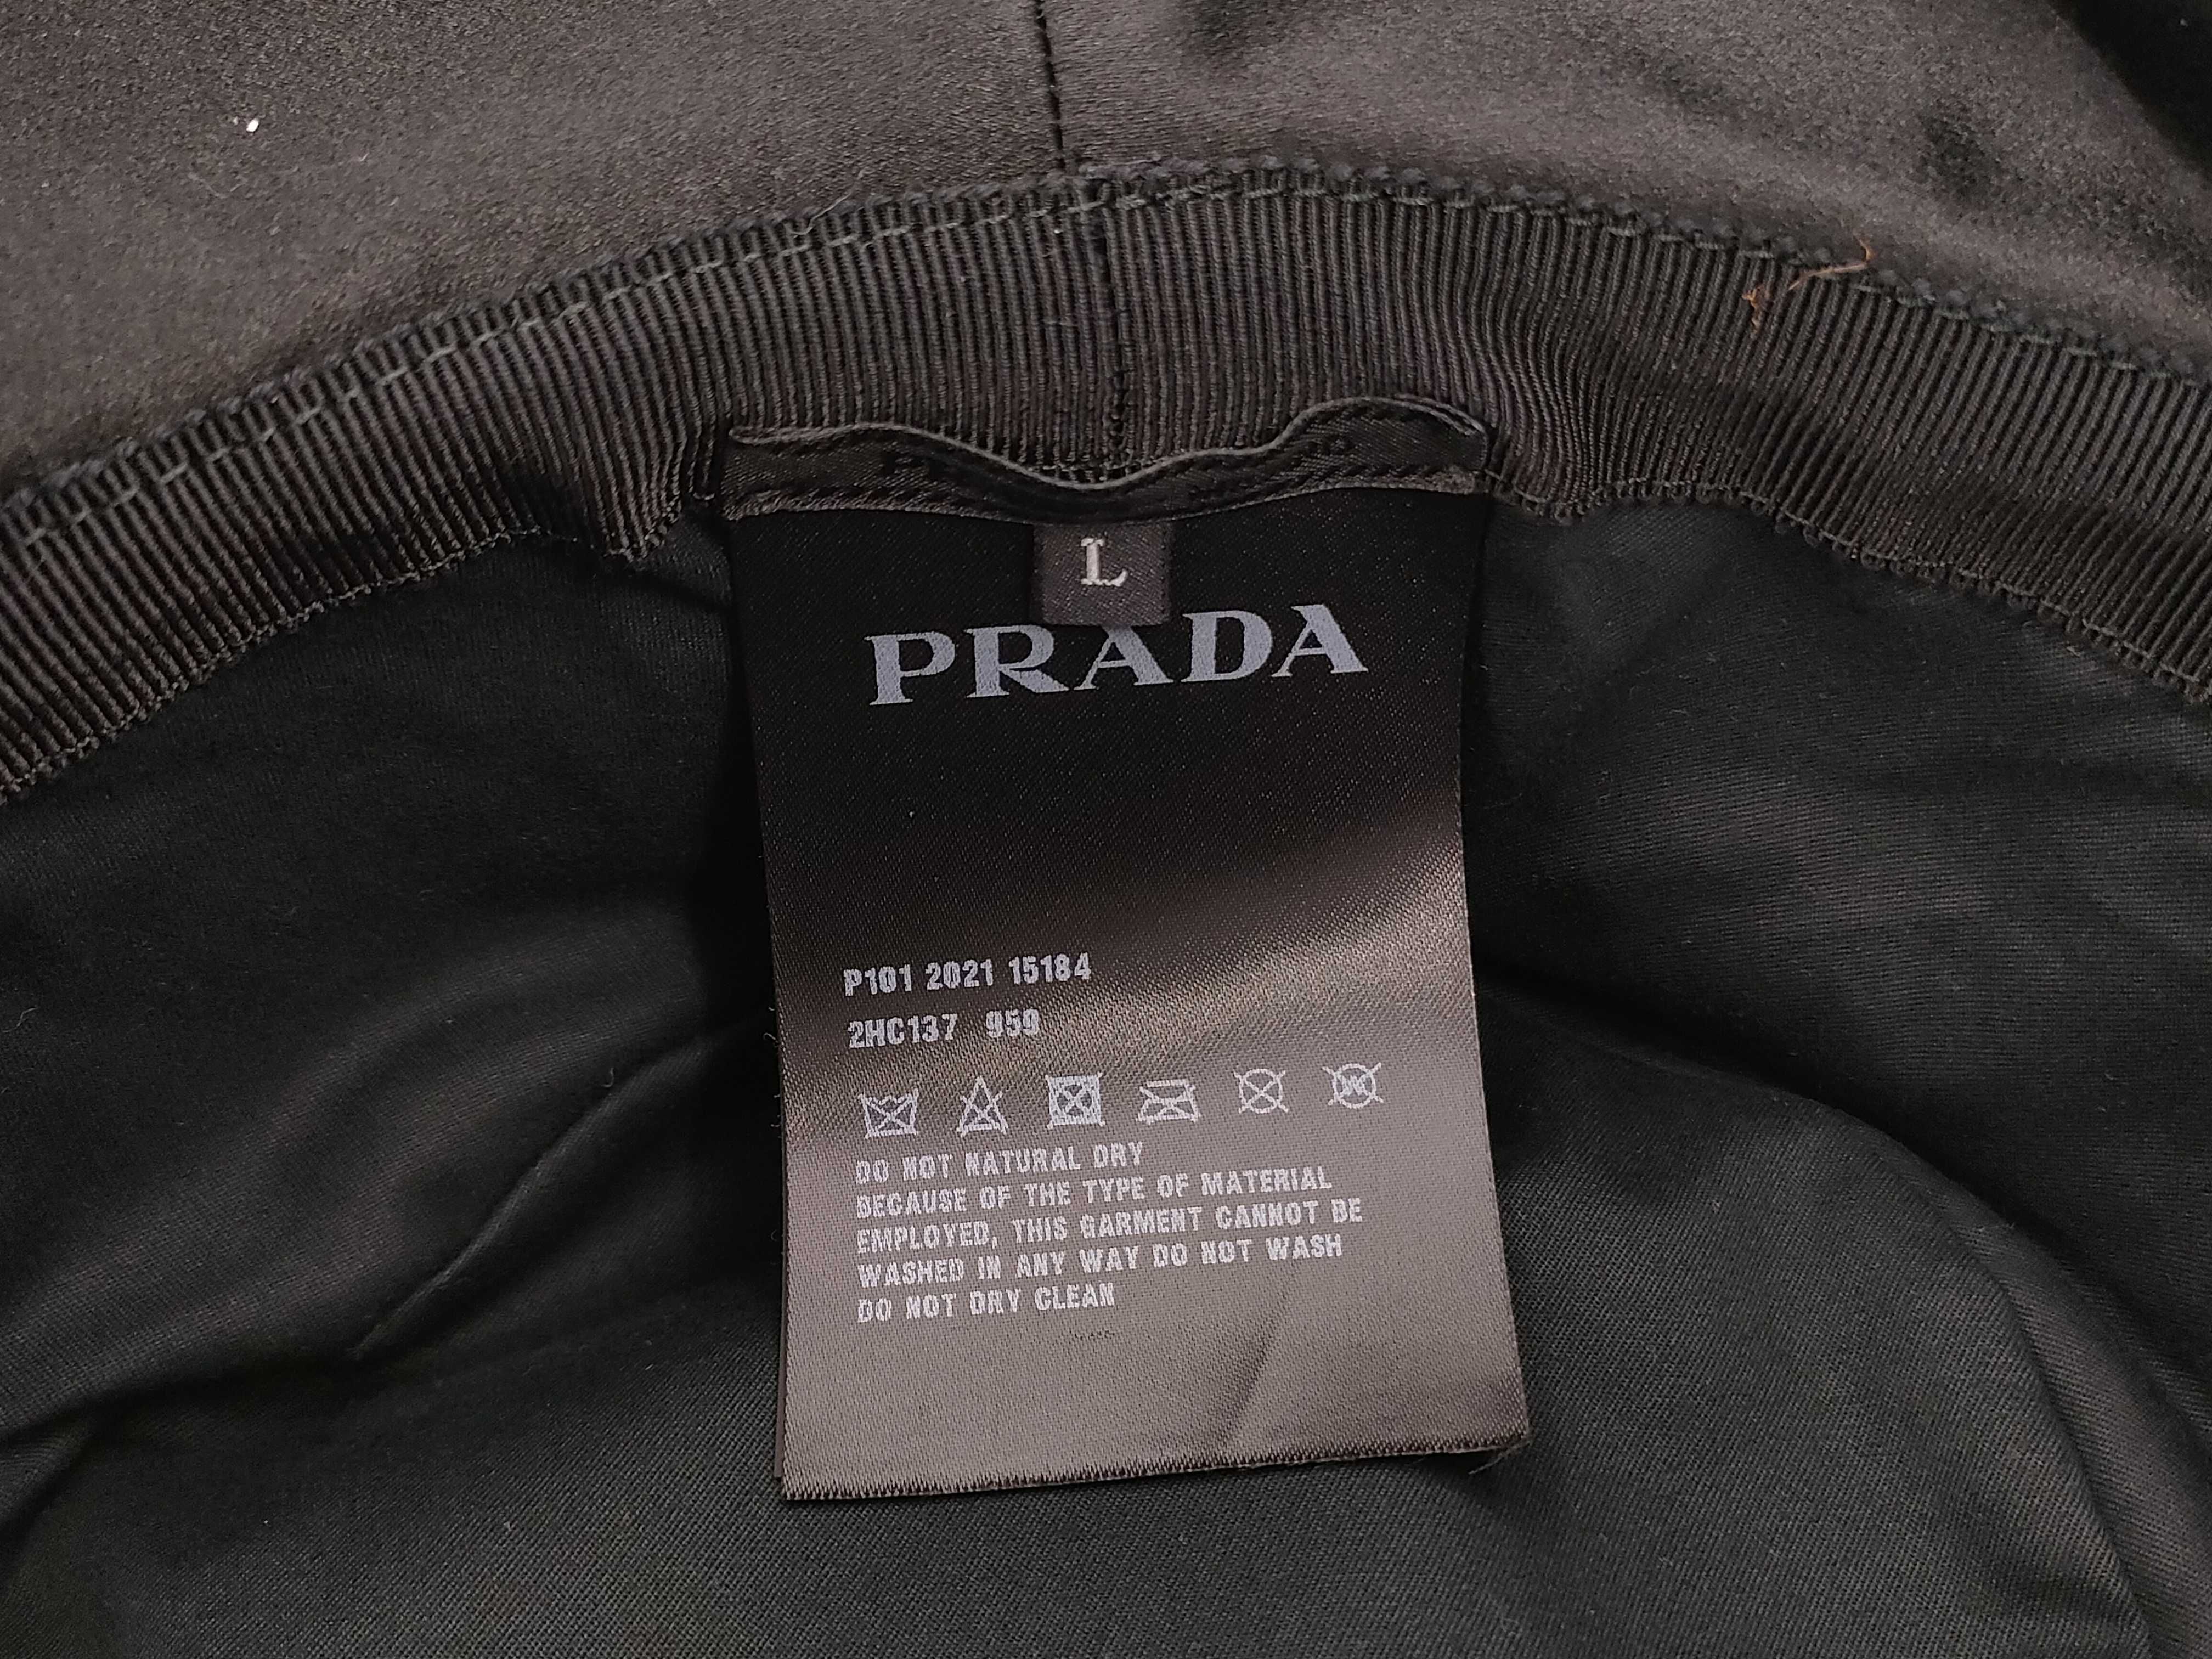 L
PRADA
P101 2021 15184
2HC137 959
DO NOT NATURAL DRY
BECAUSE OF THE TYPE OF MATERIAL
EMPLOYED, THIS GARMENT CANNOT BE
WASHED IN ANY WAY DO NOT WASH
DO NOT DRY CLEAN